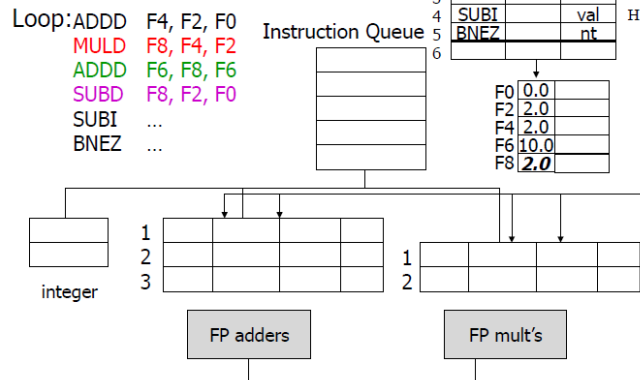 Loop: ADDD F4, F2, F0
MULD F8, F4, F2
ADDD F6, F8, F6
SUBD F8, F2, F0
SUBI ...
BNEZ ...
Instruction Queue
4 SUBI val H
5 BNEZ nt
6
F0 0.0
F2 2.0
F4 2.0
F6 10.0
F8 2.0
1
2
3
integer
1
2
FP adders
FP mult's